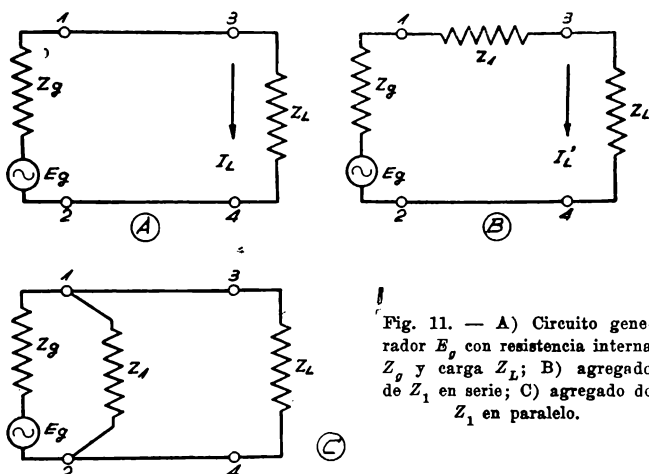 1 3
Zg
ZL
IL
Eg
2 4
A
1 3
Z1
Zg
ZL
IL'
Eg
2 4
B
1 3
Zg
Z1
ZL
Eg
2 4
C
Fig. 11. — A) Circuito gene-
rador Eg con resistencia interna
Zg y carga ZL; B) agregado
de Z1 en serie; C) agregado de
Z1 en paralelo.